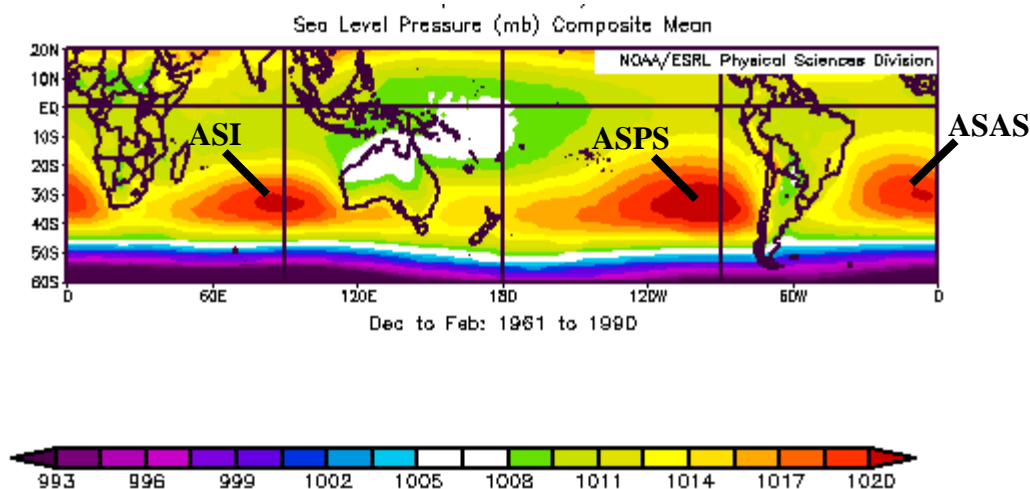 Sea Level Pressure (mb) Composite Mean
NOAA/ESRL Physical Sciences Division
20N
10N
EQ
10S
20S
30S
40S
50S
60S
ASI
ASPS
ASAS
0 60E 120E 180 120W 60W 0
Dec to Feb: 1961 to 1990
993 996 999 1002 1005 1008 1011 1014 1017 1020